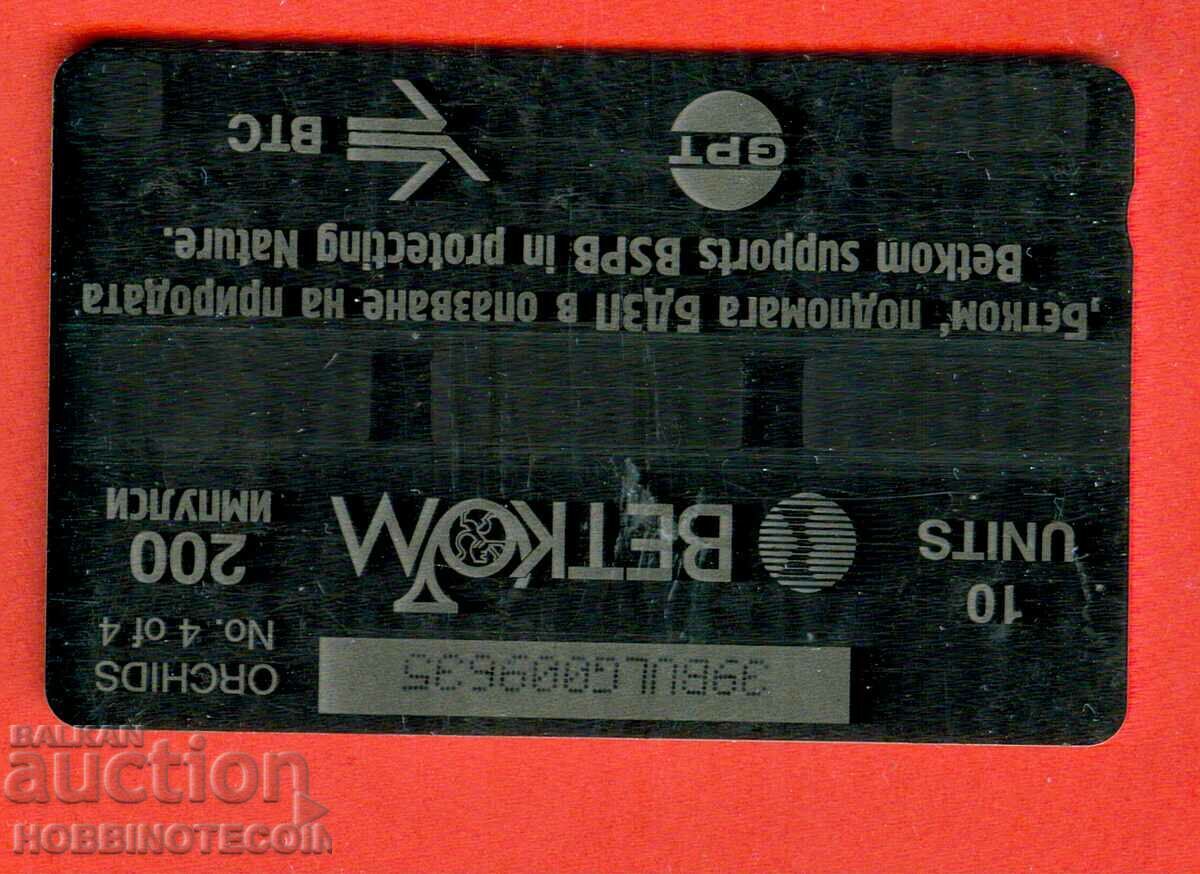 39BULG009635
ORCHIDS
No. 4 of 4
10
UNITS
БЕТКОМ
200
ИМПУЛСИ
„Бетком‟ подпомага БДЗП в опазване на природата
Betkom supports BSPB in protecting Nature.
GPT
BTC
BALKAN
auction
HOBBINOTECOIN